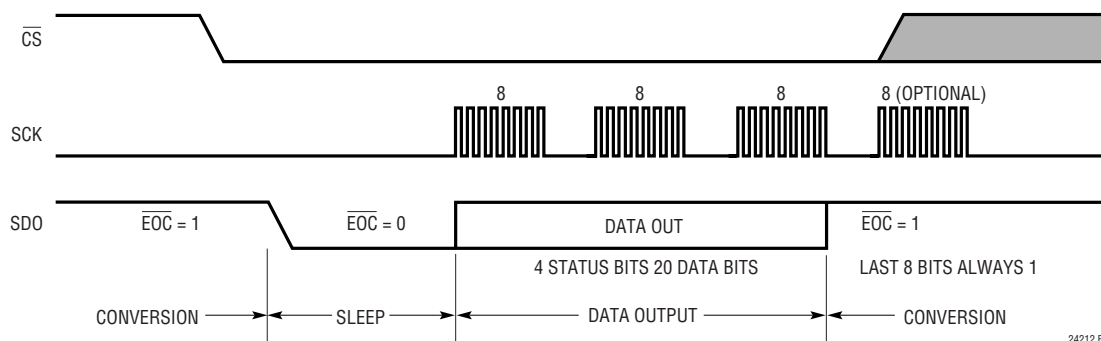 CS
8 8 8 8 (OPTIONAL)
SCK
SDO EOC = 1 EOC = 0 DATA OUT EOC = 1
4 STATUS BITS 20 DATA BITS LAST 8 BITS ALWAYS 1
CONVERSION SLEEP DATA OUTPUT CONVERSION